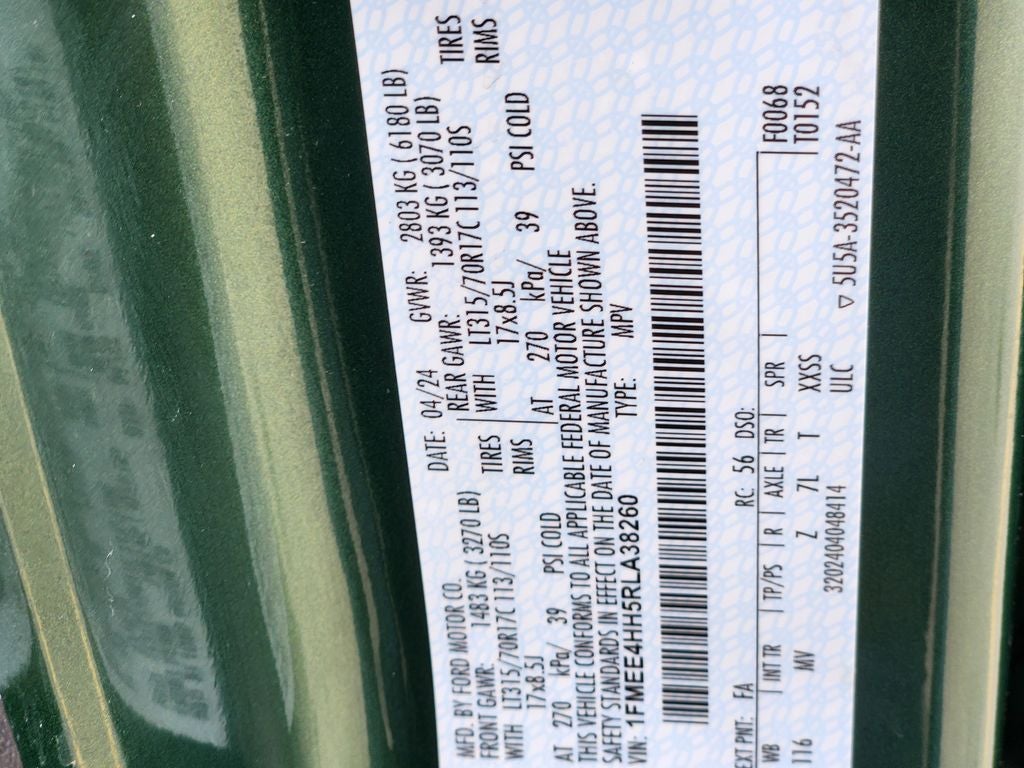 MFD. BY FORD MOTOR CO. DATE: 04/24 GVWR: 2803 KG ( 6180 LB)
FRONT GAWR: 1483 KG ( 3270 LB) REAR GAWR: 1393 KG ( 3070 LB)
WITH LT315/70R17C 113/110S TIRES WITH LT315/70R17C 113/110S TIRES
17x8.5J RIMS 17x8.5J RIMS
AT 270 kPa/ 39 PSI COLD AT 270 kPa/ 39 PSI COLD
THIS VEHICLE CONFORMS TO ALL APPLICABLE FEDERAL MOTOR VEHICLE
SAFETY STANDARDS IN EFFECT ON THE DATE OF MANUFACTURE SHOWN ABOVE.
VIN: 1FMEE4HH5RLA38260 TYPE: MPV
EXT PNT: FA RC: 56 DSO: F0068
WB INT TR TP/PS R AXLE TR SPR T0152
116 MV Z 7L T XXSS
3202404048414 ULC ▽ 5U5A-3520472-AA